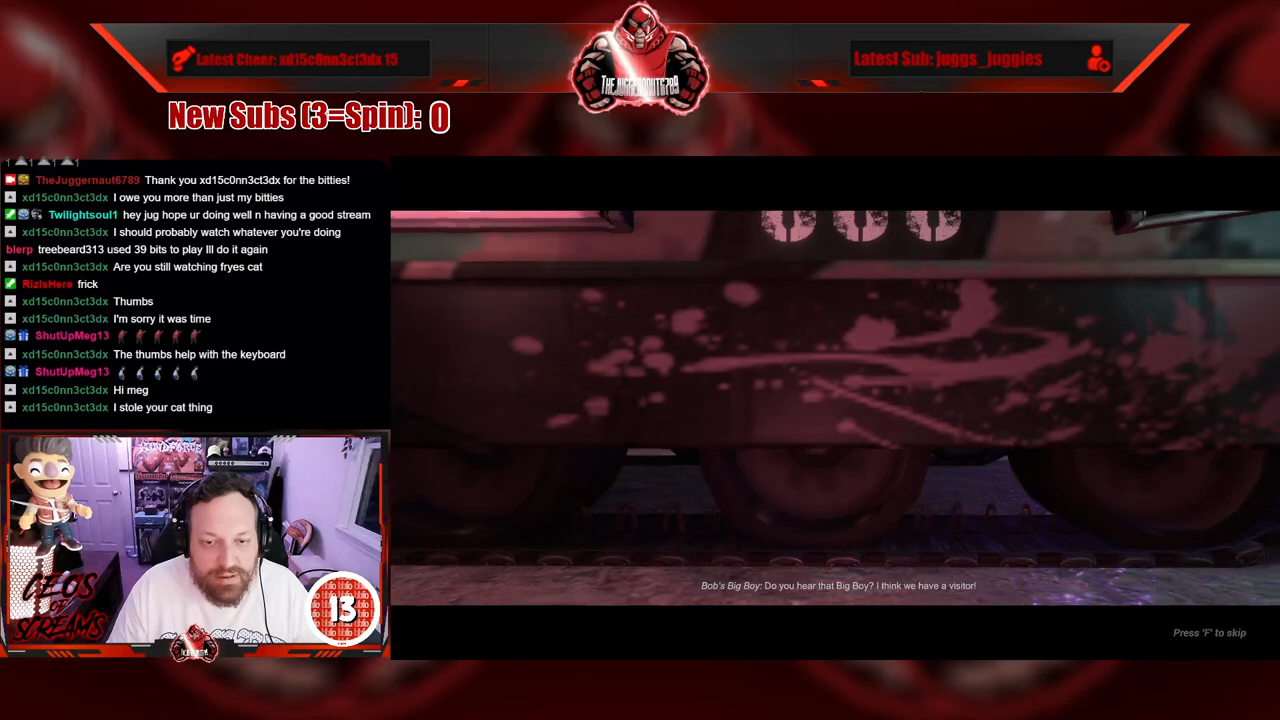 Latest Cheer: xd15c0nn3ct3dx 15
THEJUGGERNAUT6789
Latest Sub: juggs_juggies
New Subs (3=Spin): 0
TheJuggernaut6789 Thank you xd15c0nn3ct3dx for the bitties!
xd15c0nn3ct3dx I owe you more than just my bitties
Twilightsoul1 hey jug hope ur doing well n having a good stream
xd15c0nn3ct3dx I should probably watch whatever you're doing
blerp treebeard313 used 39 bits to play Ill do it again
xd15c0nn3ct3dx Are you still watching fryes cat
RizIsHere frick
xd15c0nn3ct3dx Thumbs
xd15c0nn3ct3dx I'm sorry it was time
ShutUpMeg13
xd15c0nn3ct3dx The thumbs help with the keyboard
ShutUpMeg13
xd15c0nn3ct3dx Hi meg
xd15c0nn3ct3dx I stole your cat thing
CEO'S
OF
SCREAMS
13
Bob's Big Boy: Do you hear that Big Boy? I think we have a visitor!
Press 'F' to skip